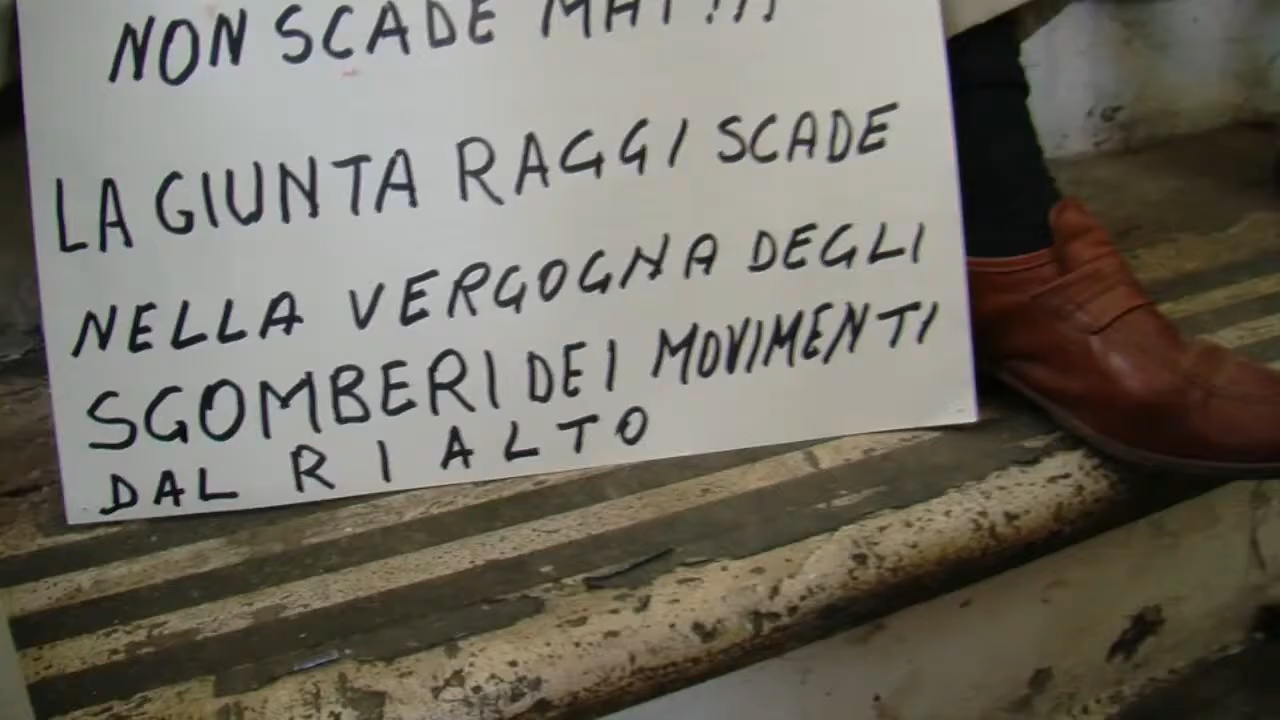 NON SCADE MAI!!!
LA GIUNTA RAGGI SCADE
NELLA VERGOGNA DEGLI
SGOMBERI DEI MOVIMENTI
DAL RIALTO